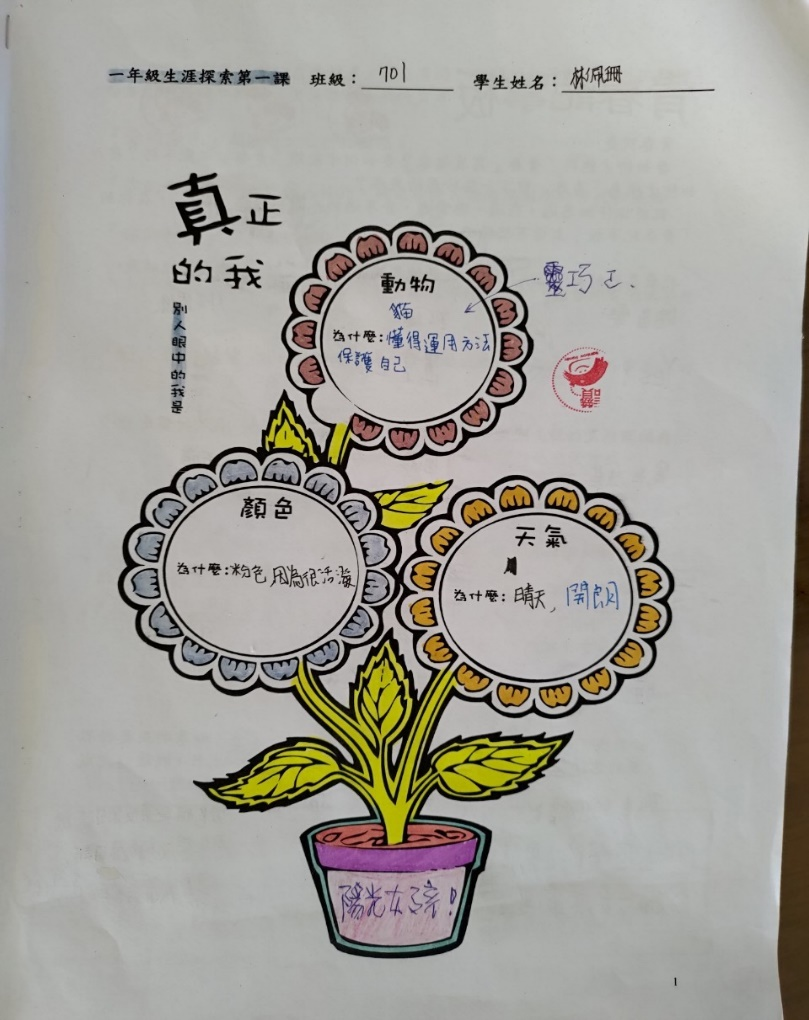 一年級生涯探索第一課 班級：701 學生姓名：林佩珊
真正
的我
別人眼中的我是
動物
貓
為什麼：懂得運用方法
保護自己
靈巧
讚
顏色
為什麼：粉色 因為很活潑
天氣
為什麼：晴天，開朗
陽光女孩！
1